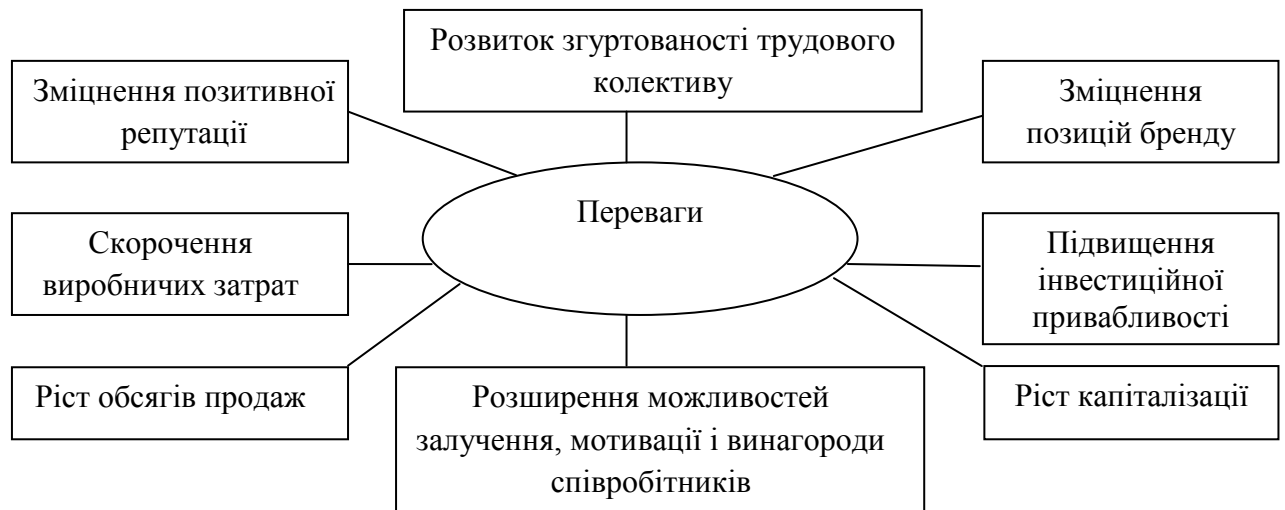 Розвиток згуртованості трудового
колективу
Зміцнення позитивної
репутації
Зміцнення
позицій бренду
Переваги
Скорочення
виробничих затрат
Підвищення
інвестиційної
привабливості
Ріст обсягів продаж
Розширення можливостей
залучення, мотивації і винагороди
співробітників
Ріст капіталізації